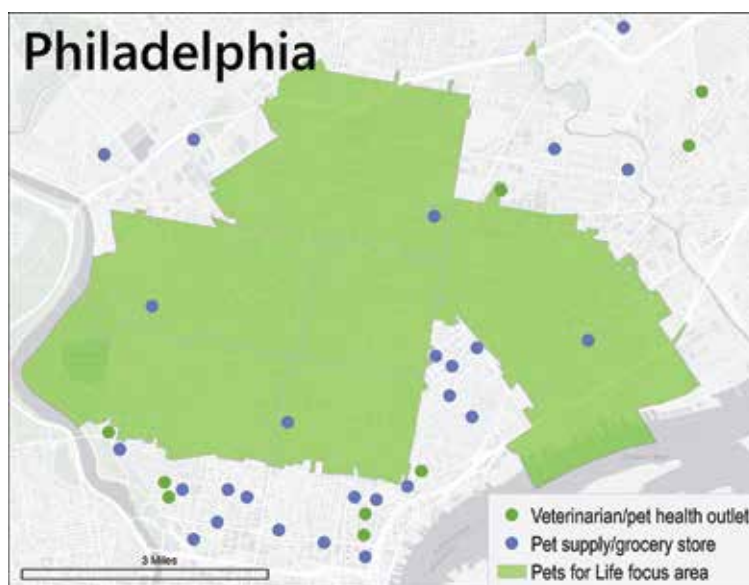 Philadelphia
Veterinarian/pet health outlet
Pet supply/grocery store
3 Miles
Pets for Life focus area